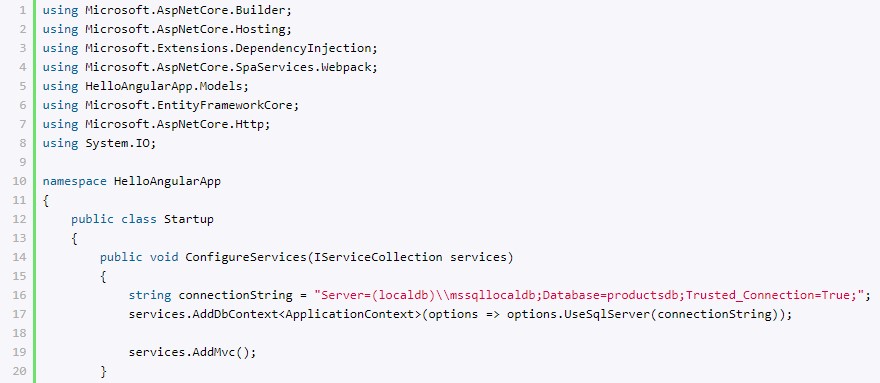 1 using Microsoft.AspNetCore.Builder;
2 using Microsoft.AspNetCore.Hosting;
3 using Microsoft.Extensions.DependencyInjection;
4 using Microsoft.AspNetCore.SpaServices.Webpack;
5 using HelloAngularApp.Models;
6 using Microsoft.EntityFrameworkCore;
7 using Microsoft.AspNetCore.Http;
8 using System.IO;
9
10 namespace HelloAngularApp
11 {
12     public class Startup
13     {
14         public void ConfigureServices(IServiceCollection services)
15         {
16             string connectionString = "Server=(localdb)\\mssqllocaldb;Database=productsdb;Trusted_Connection=True;";
17             services.AddDbContext<ApplicationContext>(options => options.UseSqlServer(connectionString));
18
19             services.AddMvc();
20         }